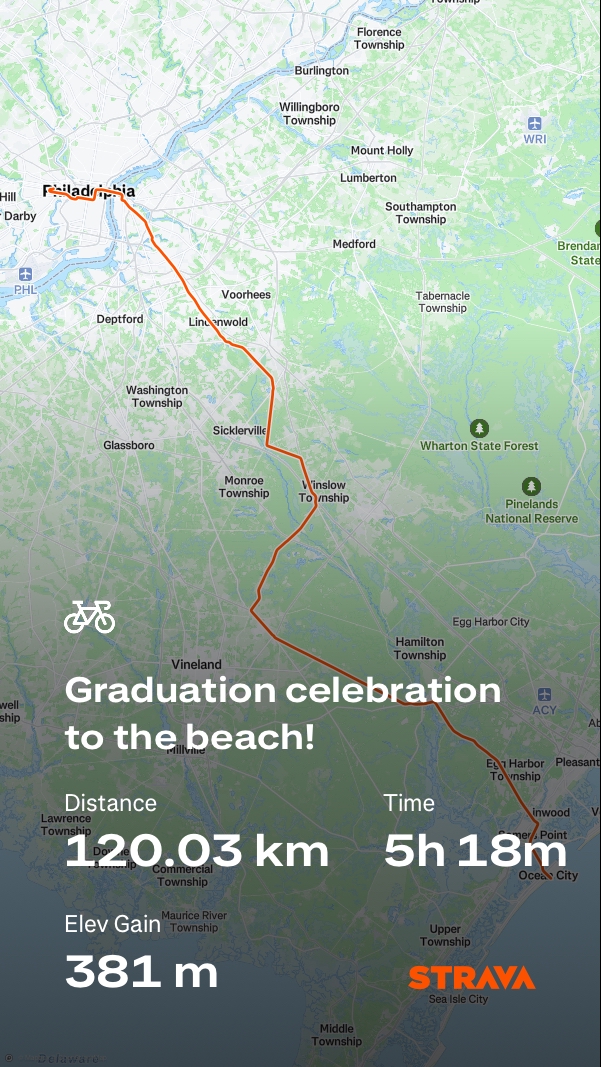 Township
Florence
Township
Burlington
Willingboro
Township
WRI
Mount Holly
Lumberton
Philadelphia
Hill
Darby
Southampton
Township
Medford
Brendan
State
PHL
Voorhees
Tabernacle
Township
Deptford
Lindenwold
Washington
Township
Sicklerville
Glassboro
Wharton State Forest
Monroe
Township
Winslow
Township
Pinelands
National Reserve
Egg Harbor City
Hamilton
Township
Vineland
Graduation celebration
to the beach!
ACY
well
ship
Ab
Millville
Egg Harbor
Township
Pleasant
Distance
Time
Lawrence
Township
inwood
V
Somers Point
120.03 km
5h 18m
Township
Commercial
Township
Ocean City
Maurice River
Township
Elev Gain
Upper
Township
381 m
STRAVA
Sea Isle City
Middle
Township
Delaware